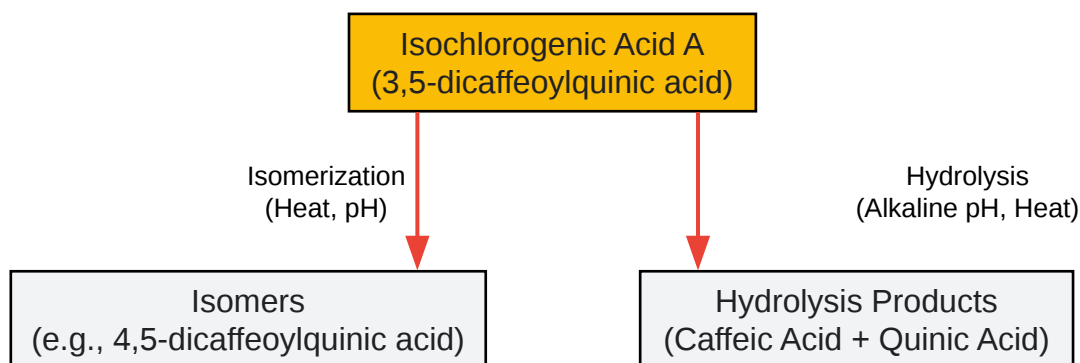 Isochlorogenic Acid A
(3,5-dicaffeoylquinic acid)
Isomerization
(Heat, pH)
Hydrolysis
(Alkaline pH, Heat)
Isomers
(e.g., 4,5-dicaffeoylquinic acid)
Hydrolysis Products
(Caffeic Acid + Quinic Acid)